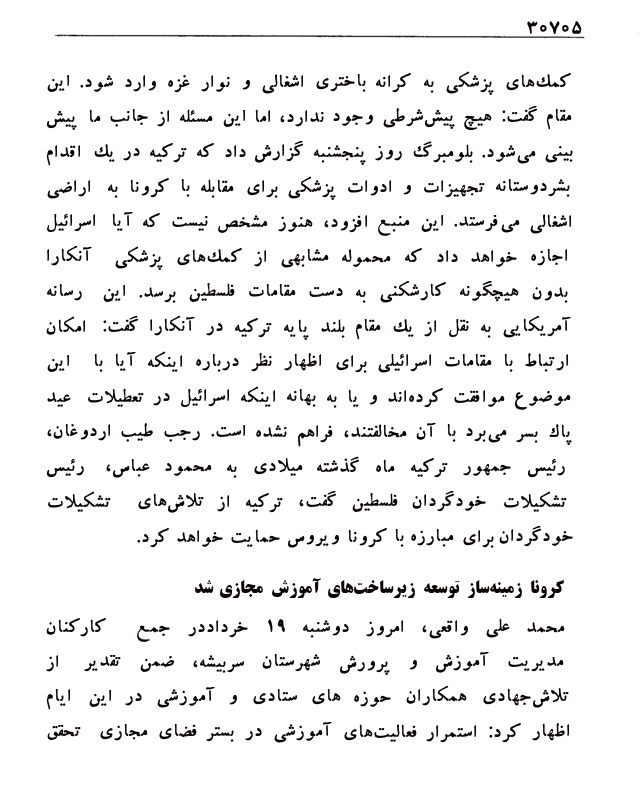 ۳۰۷۰۵
کمك‌های پزشکی به کرانه باختری اشغالی و نوار غزه وارد شود. این
مقام گفت: هیچ پیش‌شرطی وجود ندارد، اما این مسئله از جانب ما پیش
بینی می‌شود. بلومبرگ روز پنجشنبه گزارش داد که ترکیه در یك اقدام
بشردوستانه تجهیزات و ادوات پزشکی برای مقابله با کرونا به اراضی
اشغالی می‌فرستد. این منبع افزود، هنوز مشخص نیست که آیا اسرائیل
اجازه خواهد داد که محموله مشابهی از کمك‌های پزشکی آنکارا
بدون هیچگونه کارشکنی به دست مقامات فلسطین برسد. این رسانه
آمریکایی به نقل از یك مقام بلند پایه ترکیه در آنکارا گفت: امکان
ارتباط با مقامات اسرائیلی برای اظهار نظر درباره اینکه آیا با این
موضوع موافقت کرده‌اند و یا به بهانه اینکه اسرائیل در تعطیلات عید
پاك بسر می‌برد با آن مخالفتند، فراهم نشده است. رجب طیب اردوغان،
رئیس جمهور ترکیه ماه گذشته میلادی به محمود عباس، رئیس
تشکیلات خودگردان فلسطین گفت، ترکیه از تلاش‌های تشکیلات
خودگردان برای مبارزه با کرونا ویروس حمایت خواهد کرد.
کرونا زمینه‌ساز توسعه زیرساخت‌های آموزش مجازی شد
محمد علی واقعی، امروز دوشنبه ۱۹ خرداددر جمع کارکنان
مدیریت آموزش و پرورش شهرستان سربیشه، ضمن تقدیر از
تلاش‌جهادی همکاران حوزه های ستادی و آموزشی در این ایام
اظهار کرد: استمرار فعالیت‌های آموزشی در بستر فضای مجازی تحقق